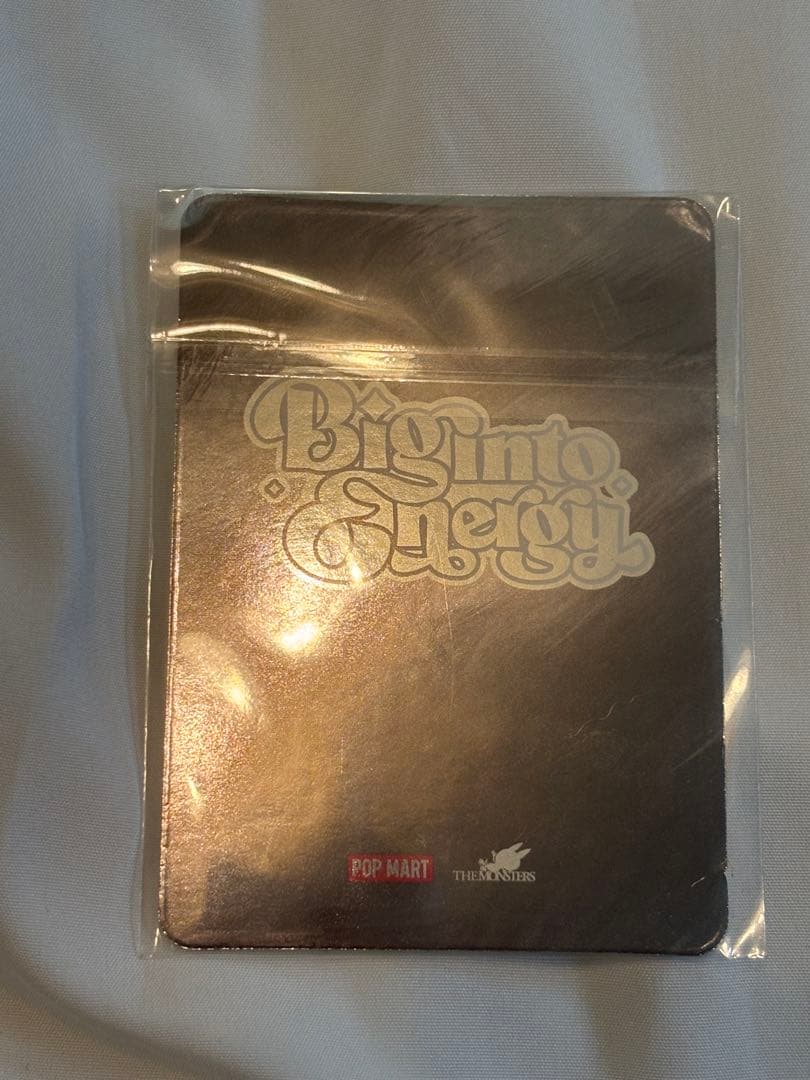 Big into
Energy
POP MART THE MONSTERS